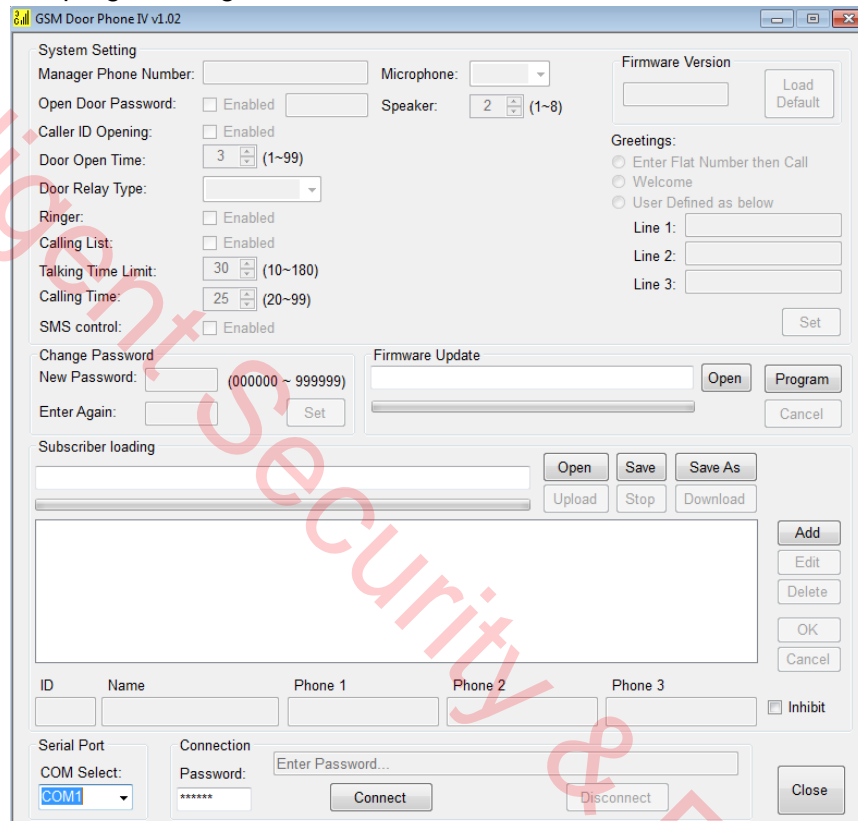 GSM Door Phone IV v1.02
System Setting
Manager Phone Number:
Microphone:
Firmware Version
Load Default
Open Door Password:
Enabled
Speaker:
2
(1~8)
Caller ID Opening:
Enabled
Greetings:
Door Open Time:
3
(1~99)
Enter Flat Number then Call
Door Relay Type:
Welcome
User Defined as below
Ringer:
Enabled
Line 1:
Calling List:
Enabled
Line 2:
Talking Time Limit:
30
(10~180)
Line 3:
Calling Time:
25
(20~99)
SMS control:
Enabled
Set
Change Password
Firmware Update
New Password:
(000000 ~ 999999)
Open
Program
Enter Again:
Set
Cancel
Subscriber loading
Open
Save
Save As
Upload
Stop
Download
Add
Edit
Delete
OK
Cancel
ID
Name
Phone 1
Phone 2
Phone 3
Inhibit
Serial Port
Connection
COM Select:
Password:
Enter Password...
COM1
******
Connect
Disconnect
Close
ligent Security &